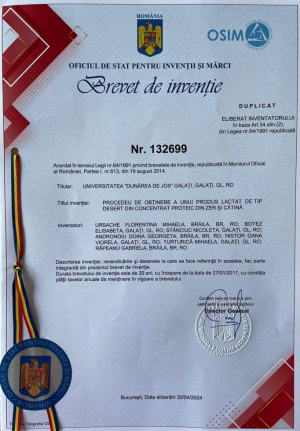 ROMÂNIA
OSIM
OFICIUL DE STAT PENTRU INVENȚII ȘI MĂRCI
Brevet de invenție
DUPLICAT
ELIBERAT INVENTATORULUI
în baza Art.34 alin.(2),
din Legea nr.64/1991 republicată
Nr. 132699
Acordat în temeiul Legii nr.64/1991 privind brevetele de invenție, republicată în Monitorul Oficial
al României, Partea I, nr.613, din 19 august 2014.
Titular: UNIVERSITATEA "DUNĂREA DE JOS" GALAȚI, GALAȚI, GL, RO
Titlul invenției: PROCEDEU DE OBȚINERE A UNUI PRODUS LACTAT DE TIP
DESERT DIN CONCENTRAT PROTEIC DIN ZER ȘI CĂTINĂ
Inventatori: URSACHE FLORENTINA MIHAELA, BRĂILA, BR, RO; BOTEZ
ELISABETA, GALAȚI, GL, RO; STĂNCIUC NICOLETA, GALAȚI, GL, RO;
ANDRONOIU DOINA GEORGETA, BRĂILA, BR, RO; NISTOR OANA
VIORELA, GALAȚI, GL, RO; TURTURICĂ MIHAELA, GALAȚI, GL, RO;
RÂPEANU GABRIELA, BRĂILA, BR, RO
Descrierea invenției, revendicările și desenele la care se face referință în acestea, fac parte
integrantă din prezentul brevet de invenție.
Durata brevetului de invenție este de 20 ani, cu începere de la data de 27/01/2017, cu condiția
plății taxelor anuale de menținere în vigoare a brevetului.
Director General
București, Data eliberării 30/04/2024